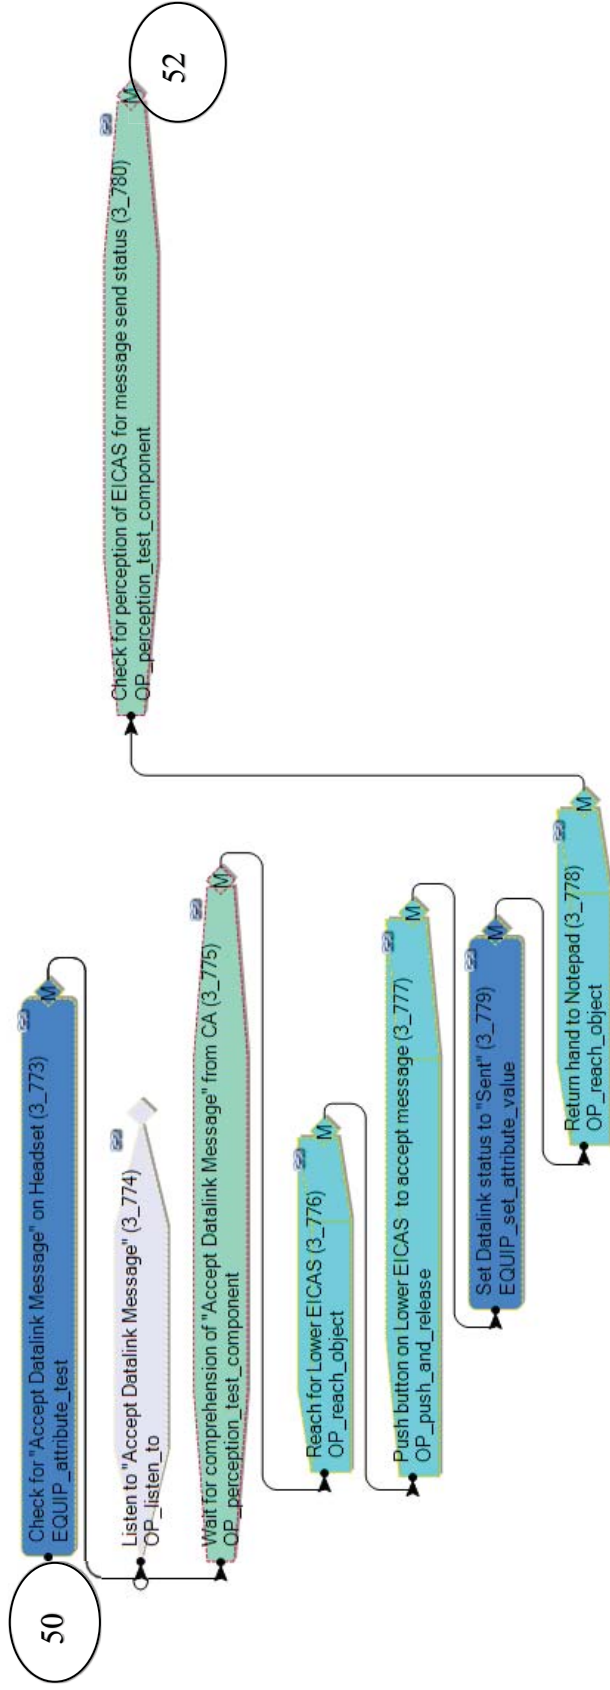 50
Check for "Accept Datalink Message" on Headset (3_773)
EQUIP_attribute_test
M
Listen to "Accept Datalink Message" (3_774)
OP_listen_to
Wait for comprehension of "Accept Datalink Message" from CA (3_775)
OP_perception_test_component
M
Reach for Lower EICAS (3_776)
OP_reach_object
M
Push button on Lower EICAS to accept message (3_777)
OP_push_and_release
M
Set Datalink status to "Sent" (3_779)
EQUIP_set_attribute_value
M
Return hand to Notepad (3_778)
OP_reach_object
M
Check for perception of EICAS for message send status (3_780)
OP_perception_test_component
M
52